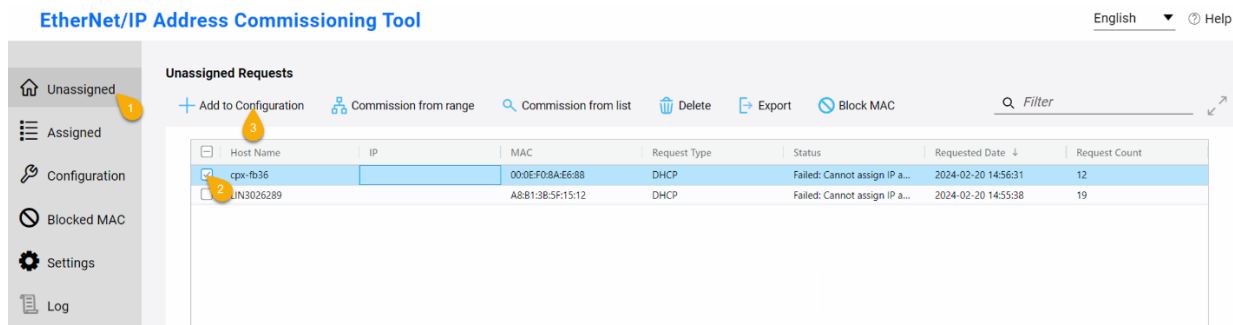 EtherNet/IP Address Commissioning Tool
English Help
Unassigned Requests
Unassigned
1
Add to Configuration Commission from range Commission from list Delete Export Block MAC Filter
3
Assigned
Host Name IP MAC Request Type Status Requested Date ↓ Request Count
Configuration
cpx-fb36 00:0E:F0:8A:E6:88 DHCP Failed: Cannot assign IP a... 2024-02-20 14:56:31 12
2
IN3026289 A8:B1:3B:5F:15:12 DHCP Failed: Cannot assign IP a... 2024-02-20 14:55:38 19
Blocked MAC
Settings
Log